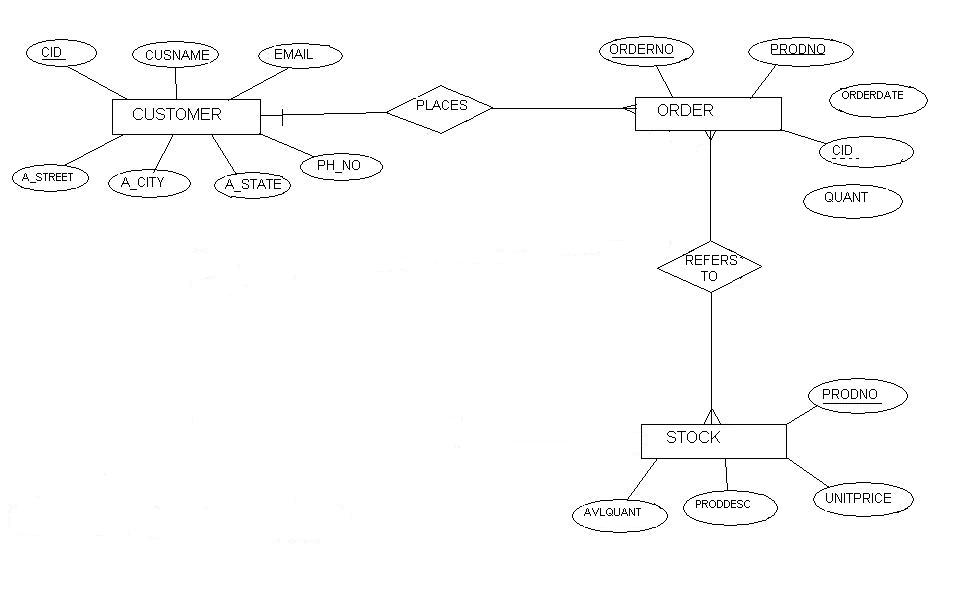 CID
CUSNAME
EMAIL
CUSTOMER
A_STREET
A_CITY
A_STATE
PH_NO
PLACES
ORDERNO
PRODNO
ORDER
ORDERDATE
CID
QUANT
REFERS
TO
PRODNO
STOCK
AVLQUANT
PRODDESC
UNITPRICE